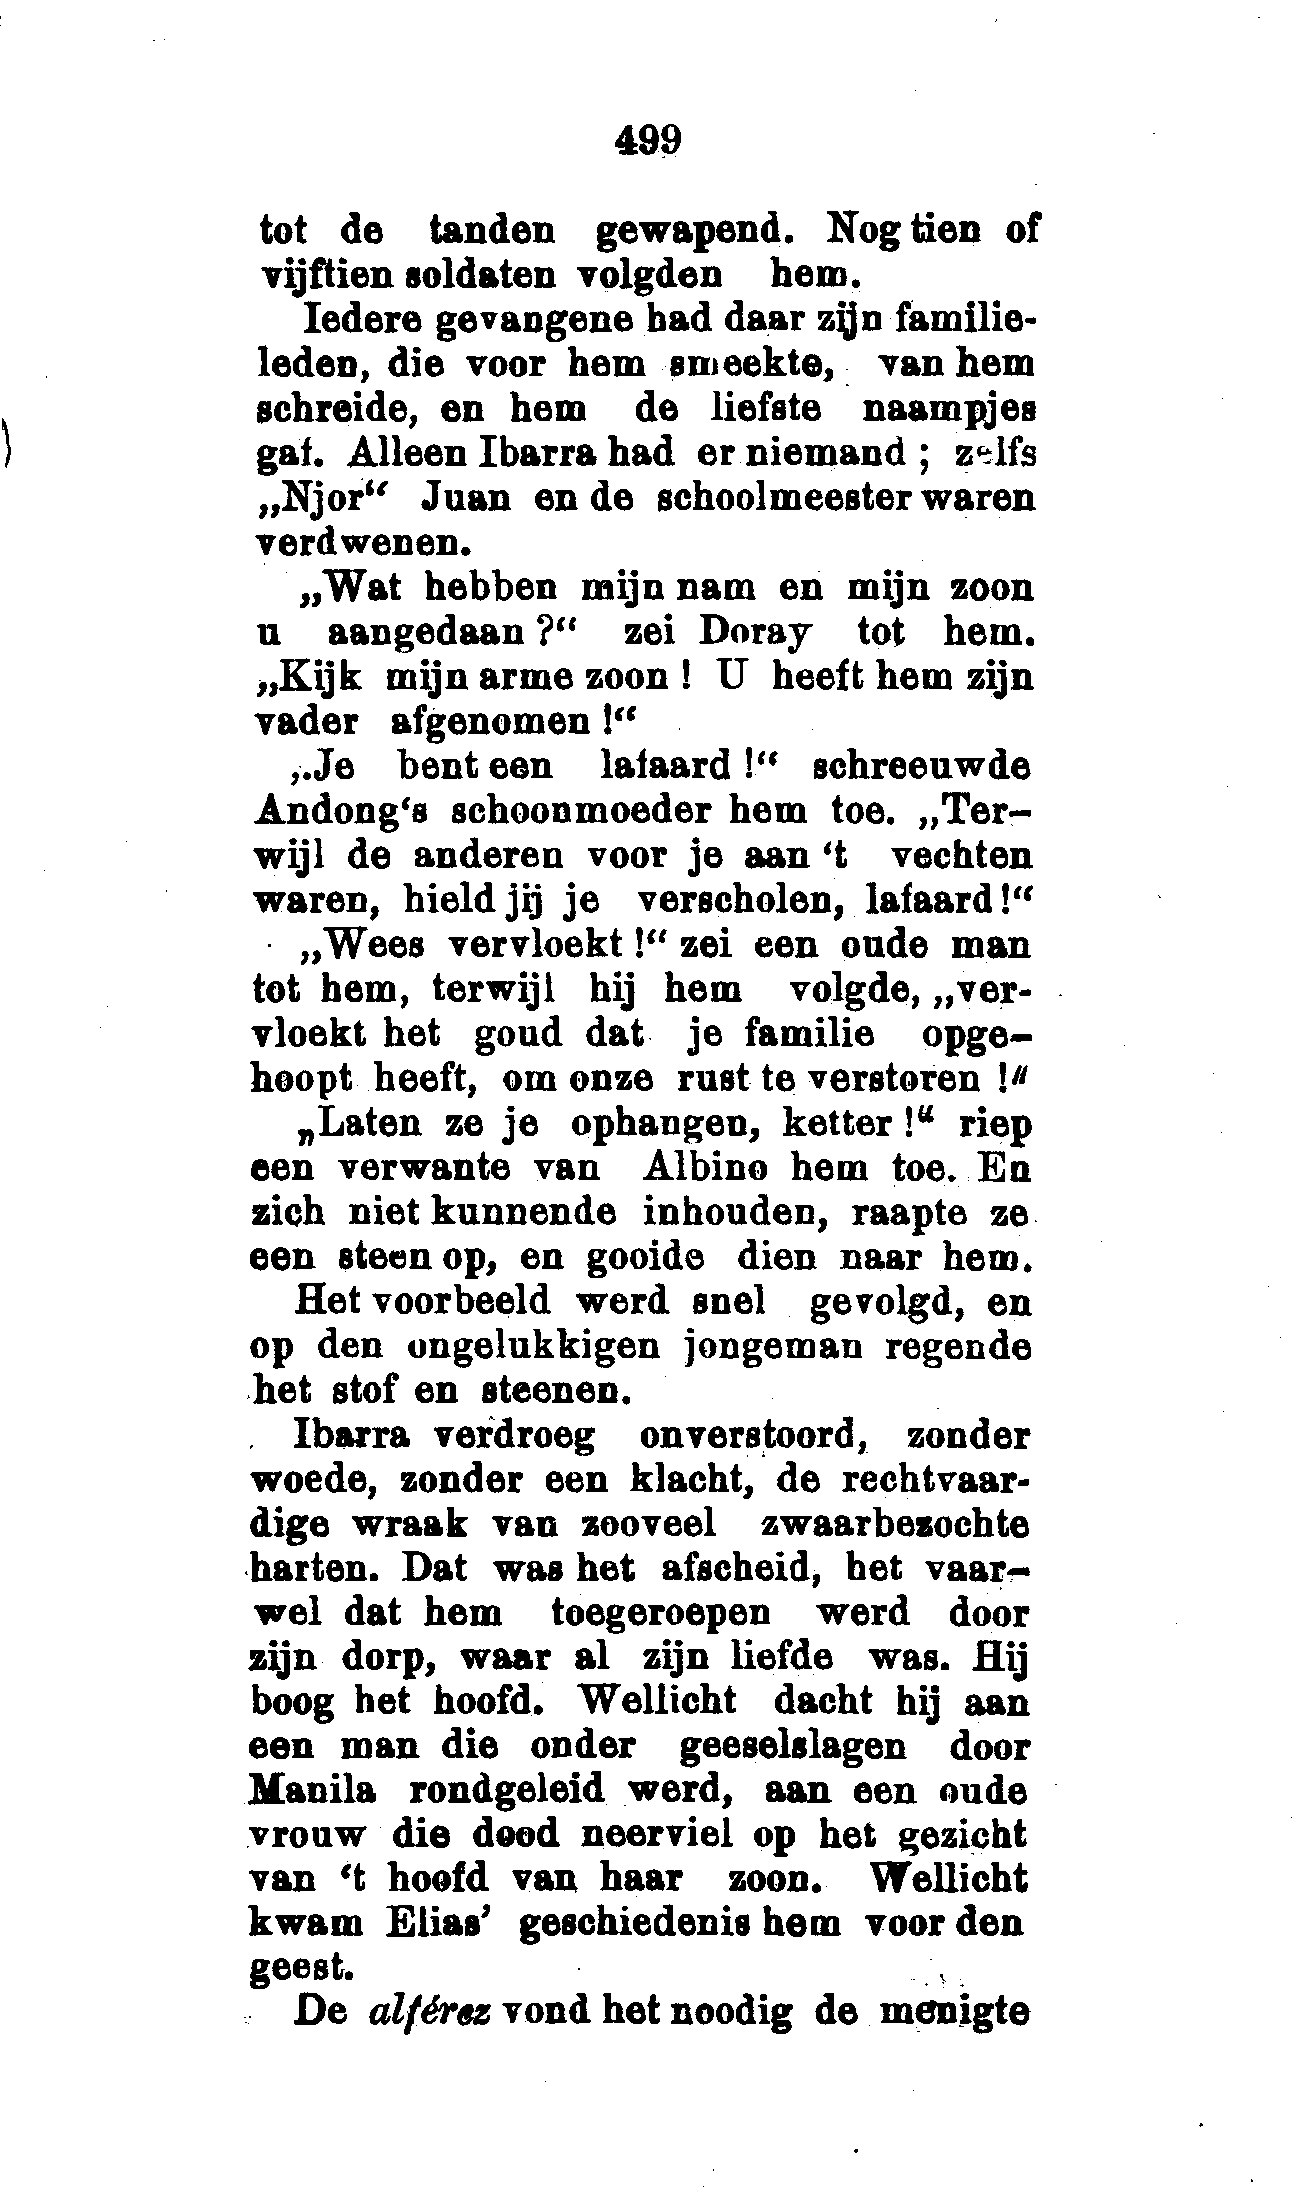 499
tot de tanden gewapend. Nog tien of
vijftien soldaten volgden hem.
Iedere gevangene had daar zijn familie-
leden, die voor hem smeekte, van hem
schreide, en hem de liefste naampjes
gaf. Alleen Ibarra had er niemand ; zelfs
„Njor“ Juan en de schoolmeester waren
verdwenen.
„Wat hebben mijn nam en mijn zoon
u aangedaan ?“ zei Doray tot hem.
„Kijk mijn arme zoon ! U heeft hem zijn
vader afgenomen !“
„Je bent een lafaard !“ schreeuwde
Andong‘s schoonmoeder hem toe. „Ter-
wijl de anderen voor je aan ‘t vechten
waren, hield jij je verscholen, lafaard !“
„Wees vervloekt !“ zei een oude man
tot hem, terwijl hij hem volgde, „ver-
vloekt het goud dat je familie opge-
hoopt heeft, om onze rust te verstoren !"
„Laten ze je ophangen, ketter !“ riep
een verwante van Albino hem toe. En
zich niet kunnende inhouden, raapte ze
een steen op, en gooide dien naar hem.
Het voorbeeld werd snel gevolgd, en
op den ongelukkigen jongeman regende
het stof en steenen.
Ibarra verdroeg onverstoord, zonder
woede, zonder een klacht, de rechtvaar-
dige wraak van zooveel zwaarbezochte
harten. Dat was het afscheid, het vaar-
wel dat hem toegeroepen werd door
zijn dorp, waar al zijn liefde was. Hij
boog het hoofd. Wellicht dacht hij aan
een man die onder geeselslagen door
Manila rondgeleid werd, aan een oude
vrouw die dood neerviel op het gezicht
van ‘t hoofd van haar zoon. Wellicht
kwam Elias’ geschiedenis hem voor den
geest.
De alférez vond het noodig de menigte